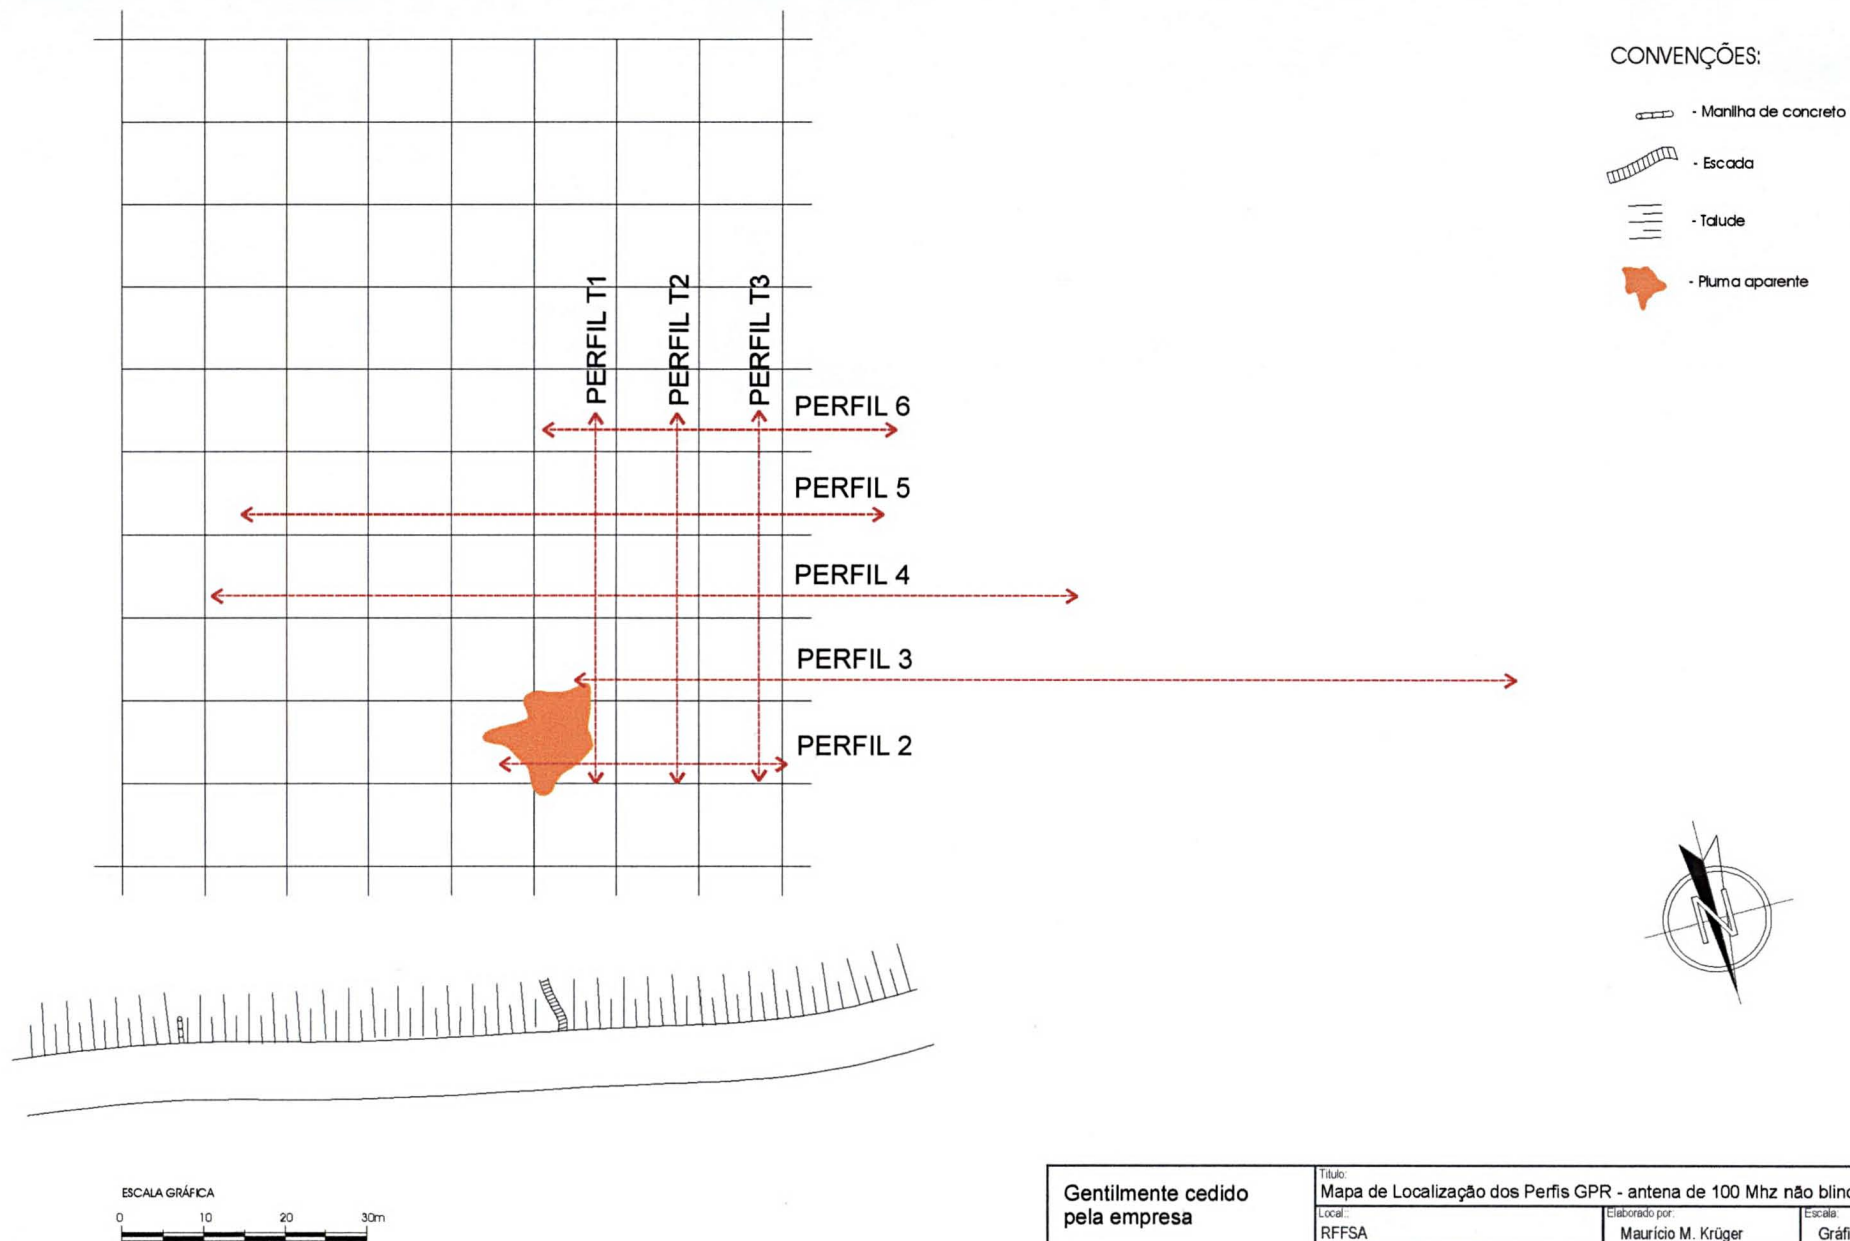 CONVENÇÕES:
- Manilha de concreto
- Escada
- Talude
- Pluma aparente
PERFIL T1
PERFIL T2
PERFIL T3
PERFIL 6
PERFIL 5
PERFIL 4
PERFIL 3
PERFIL 2
N
ESCALA GRÁFICA
0 10 20 30m
Gentilmente cedido
pela empresa
Título:
Mapa de Localização dos Perfis GPR - antena de 100 Mhz não
Local:
RFFSA
Elaborado por:
Maurício M. Krüger
Escala: